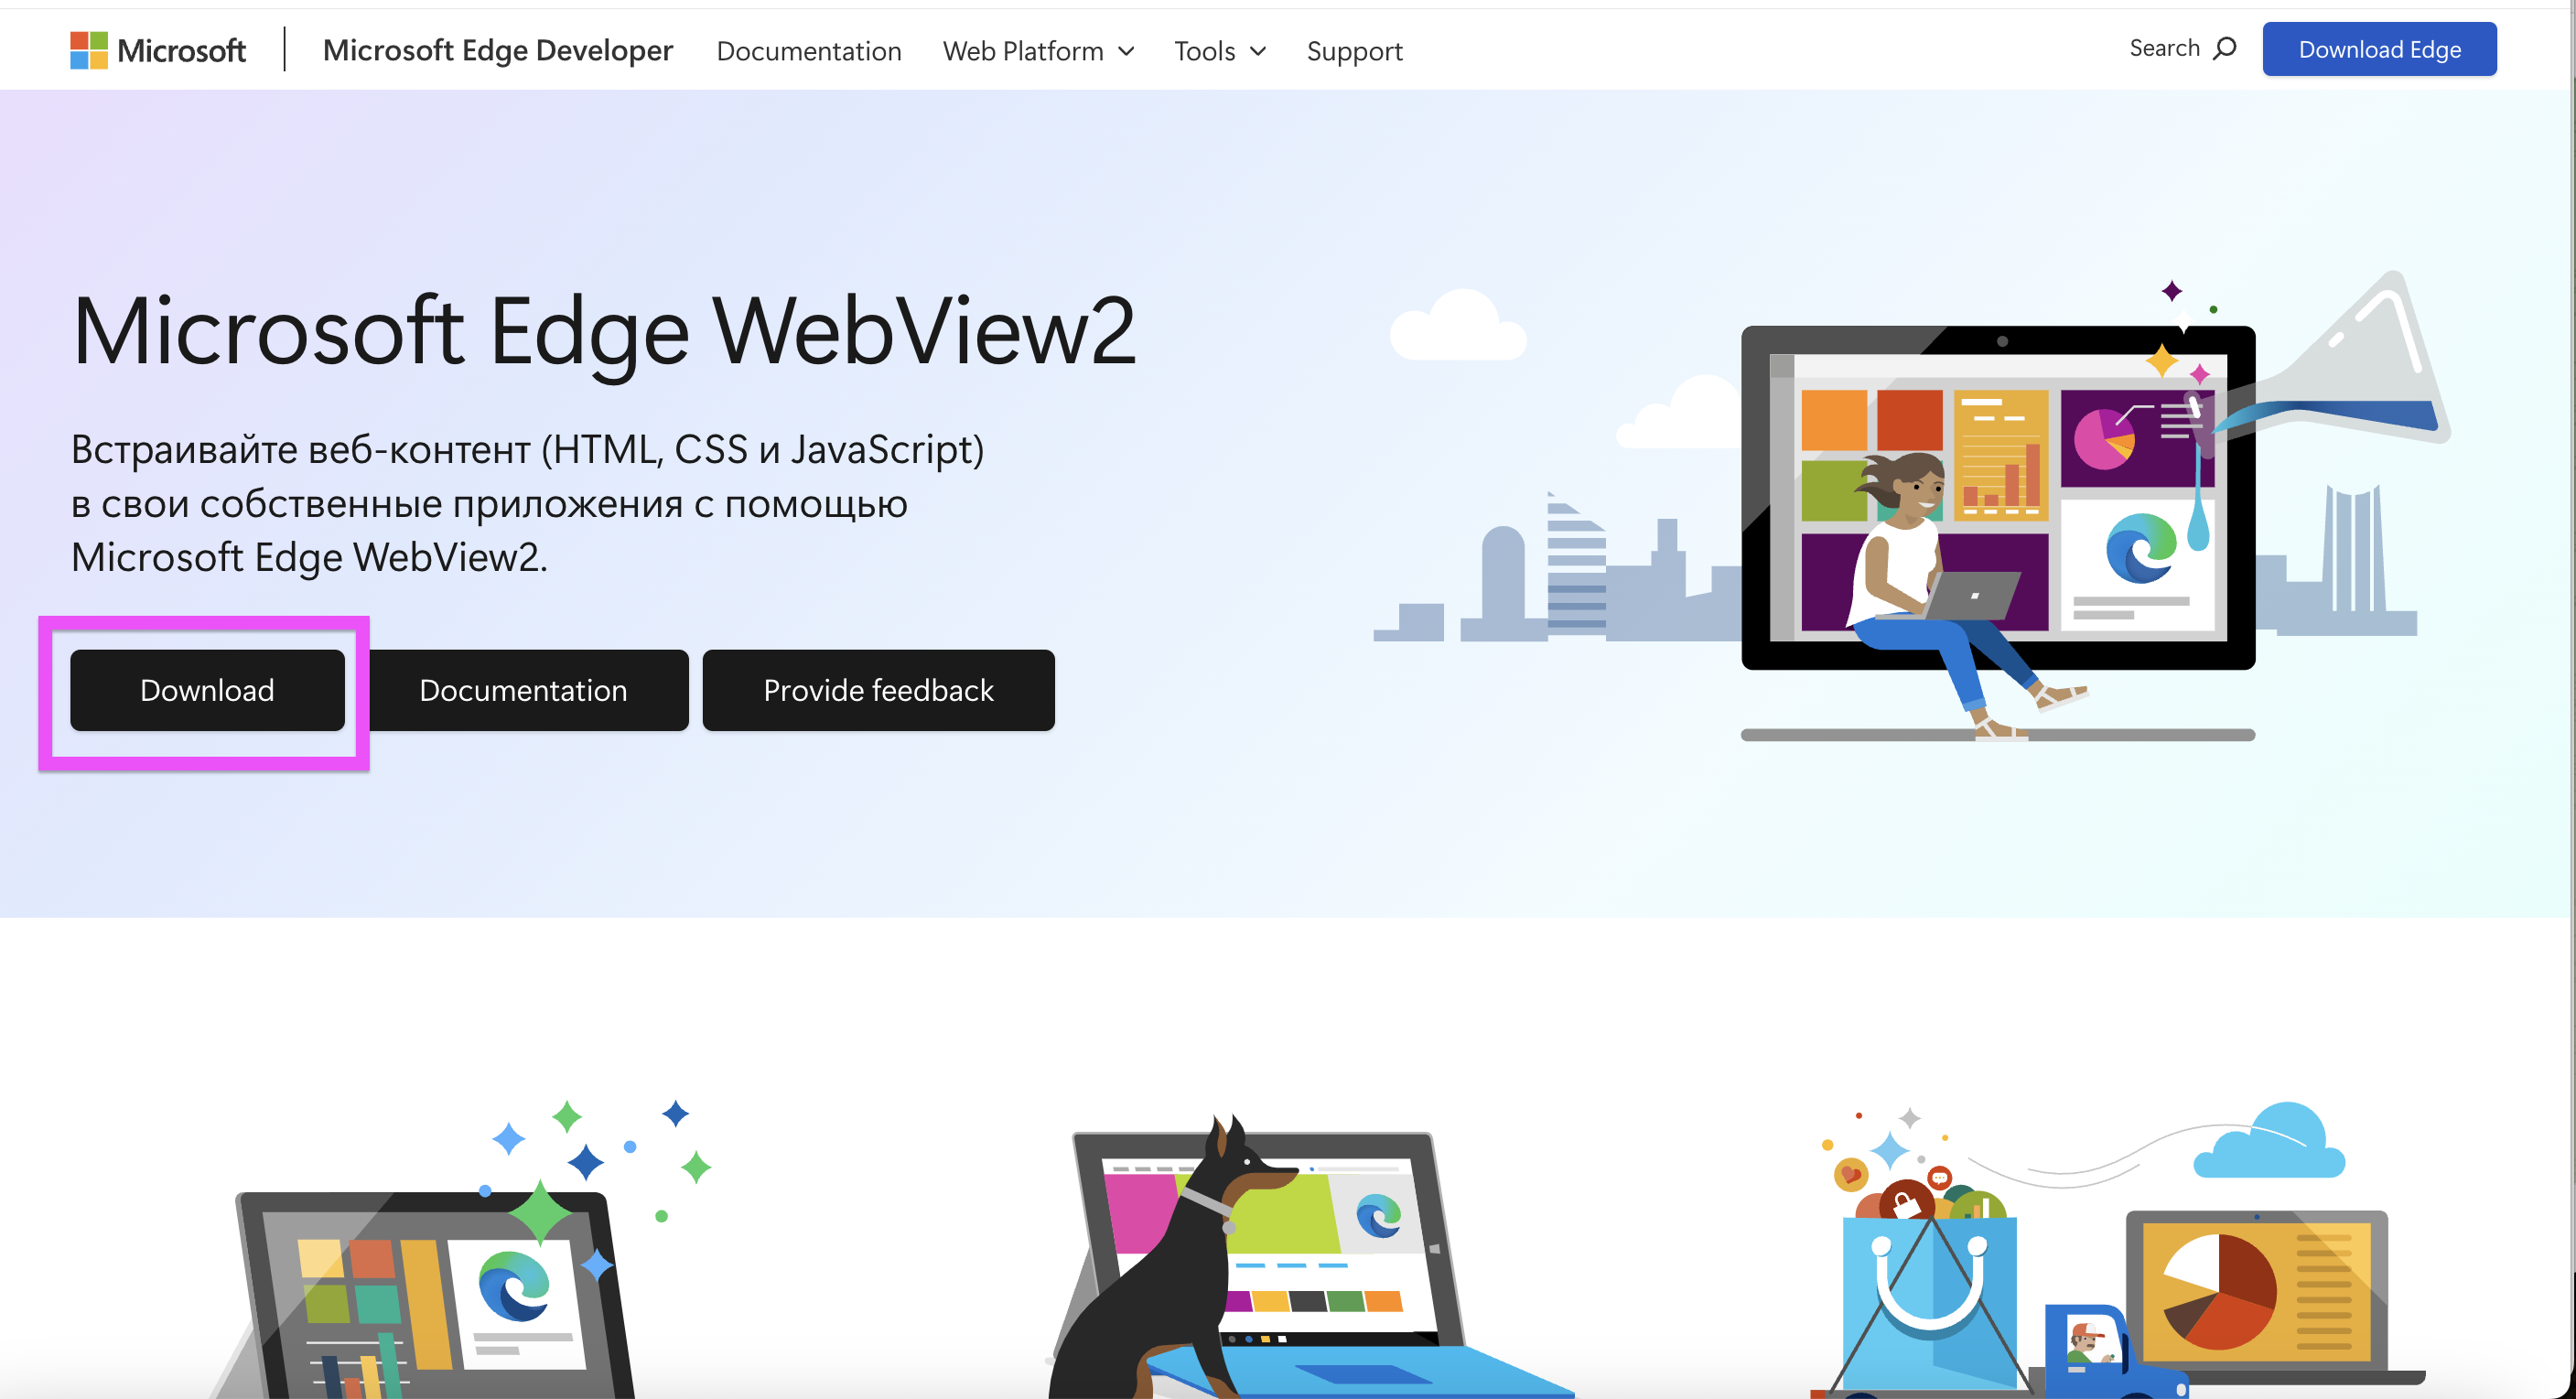 Microsoft
Microsoft Edge Developer
Documentation
Web Platform
Tools
Support
Search
Download Edge
Microsoft Edge WebView2
Встраивайте веб-контент (HTML, CSS и JavaScript)
в свои собственные приложения с помощью
Microsoft Edge WebView2.
Download
Documentation
Provide feedback